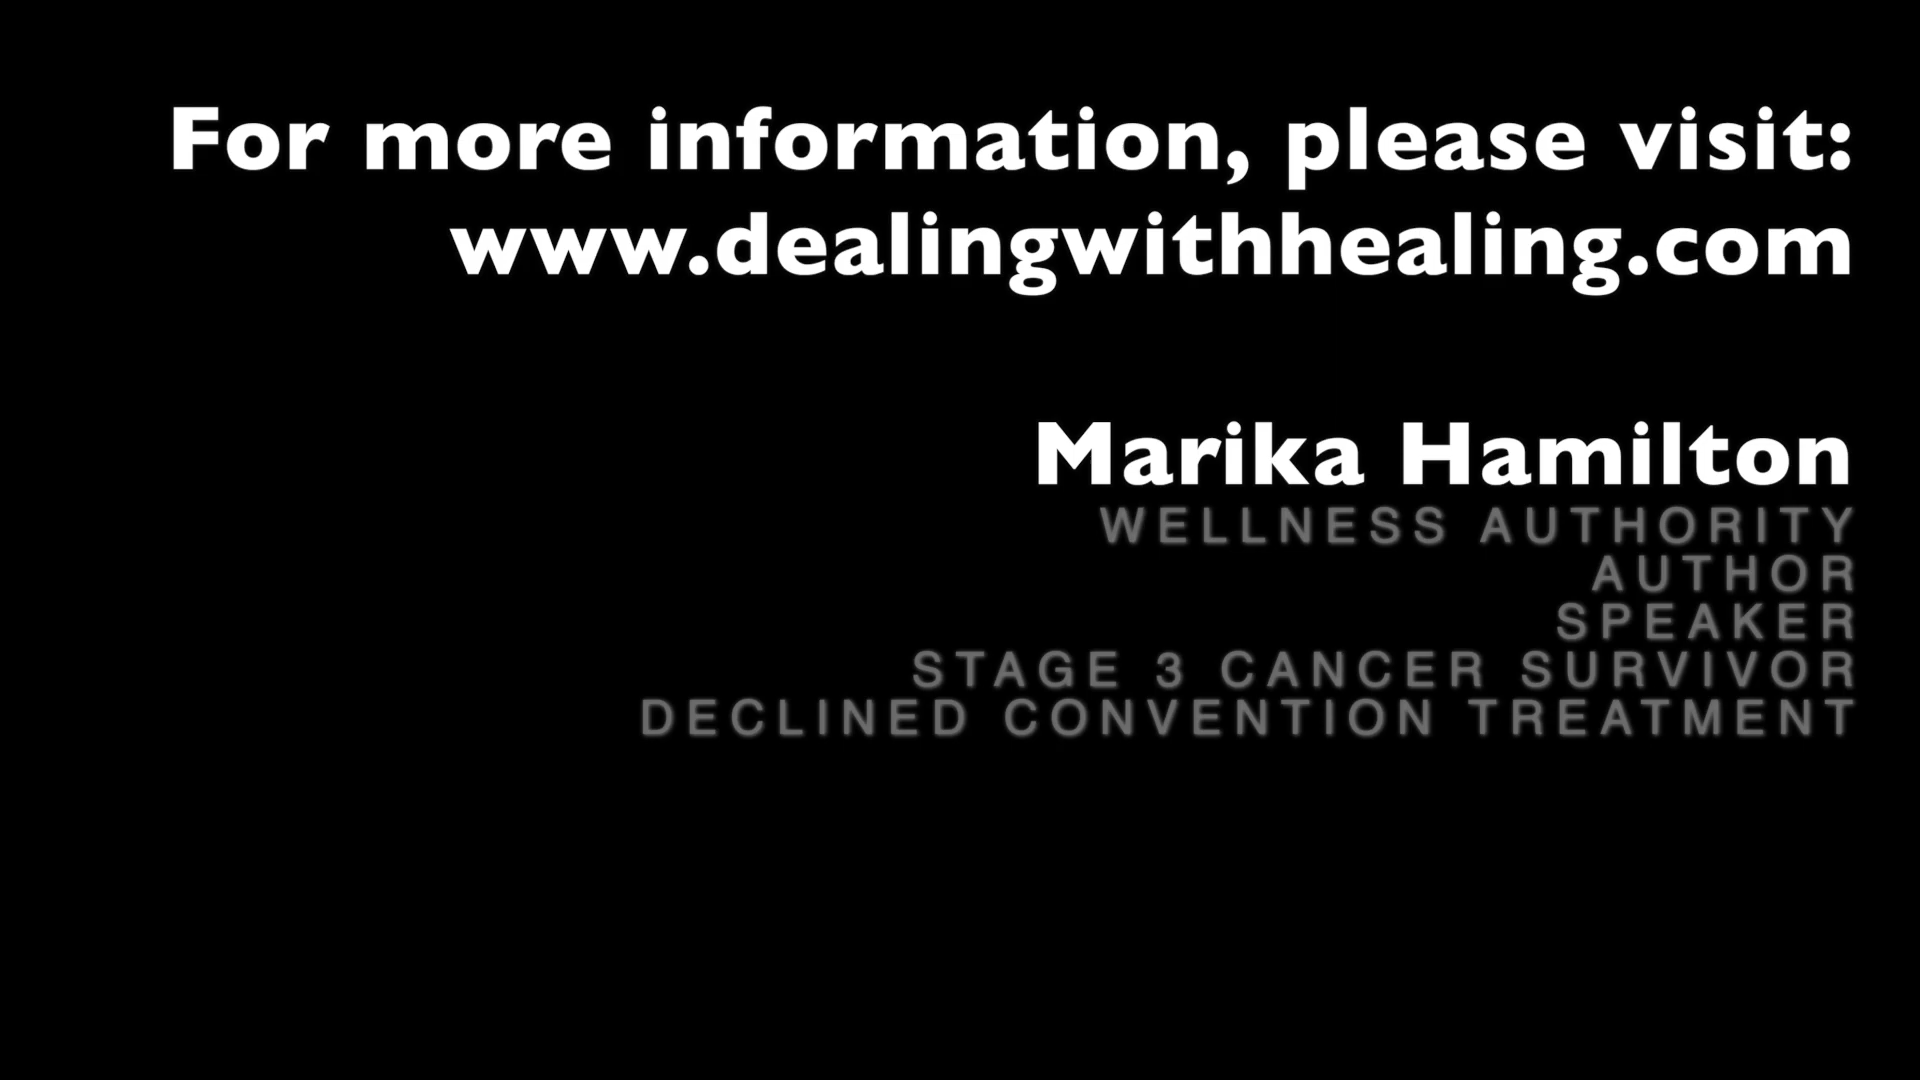 For more information, please visit:
www.dealingwithhealing.com
Marika Hamilton
WELLNESS AUTHORITY
AUTHOR
SPEAKER
STAGE 3 CANCER SURVIVOR
DECLINED CONVENTION TREATMENT